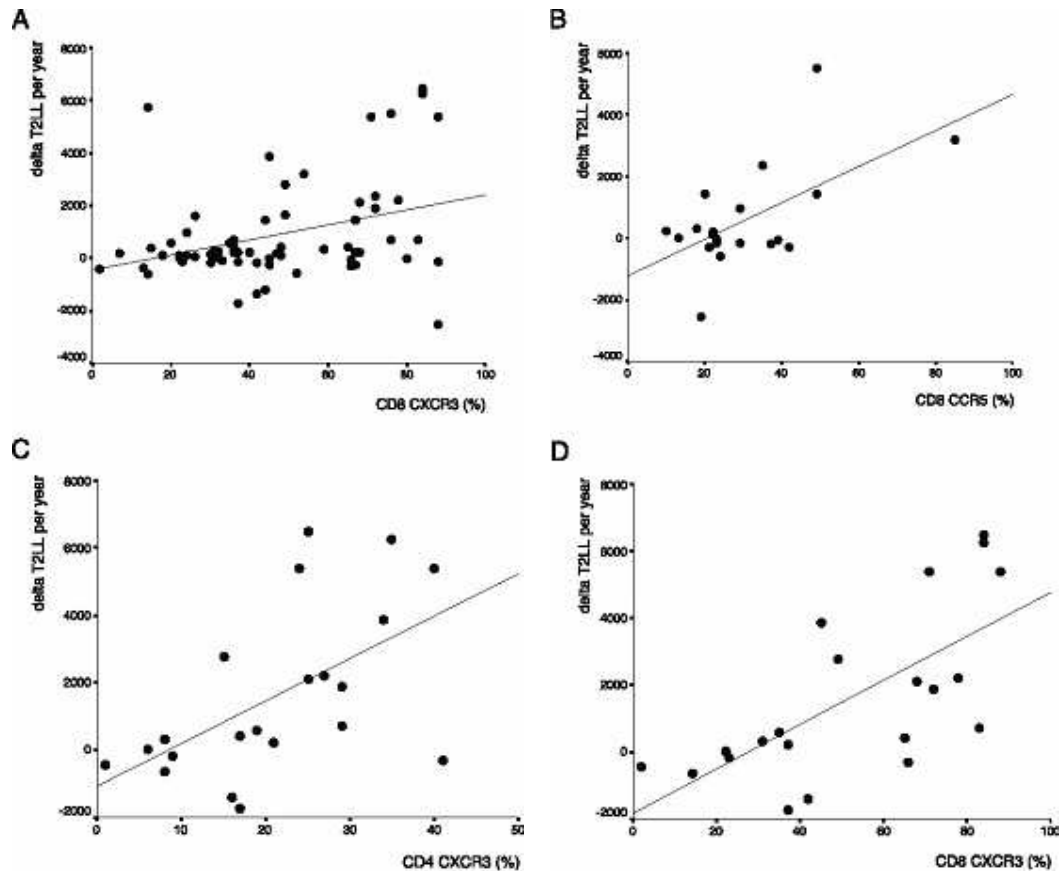 A
delta T2LL per year
8000
6000
4000
2000
0
-2000
-4000
0 20 40 60 80 100
CD8 CXCR3 (%)
B
delta T2LL per year
6000
4000
2000
0
-2000
-4000
0 20 40 60 80 100
CD8 CCR5 (%)
C
delta T2LL per year
8000
6000
4000
2000
0
-2000
0 10 20 30 40 50
CD4 CXCR3 (%)
D
delta T2LL per year
8000
6000
4000
2000
0
-2000
0 20 40 60 80 100
CD8 CXCR3 (%)